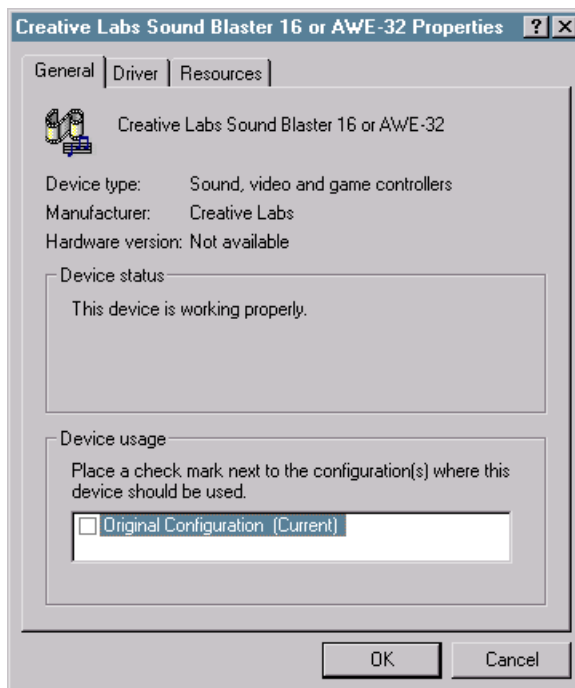 Creative Labs Sound Blaster 16 or AWE-32 Properties
General Driver Resources
Creative Labs Sound Blaster 16 or AWE-32
Device type: Sound, video and game controllers
Manufacturer: Creative Labs
Hardware version: Not available
Device status
This device is working properly.
Device usage
Place a check mark next to the configuration(s) where this
device should be used.
Original Configuration (Current)
OK Cancel